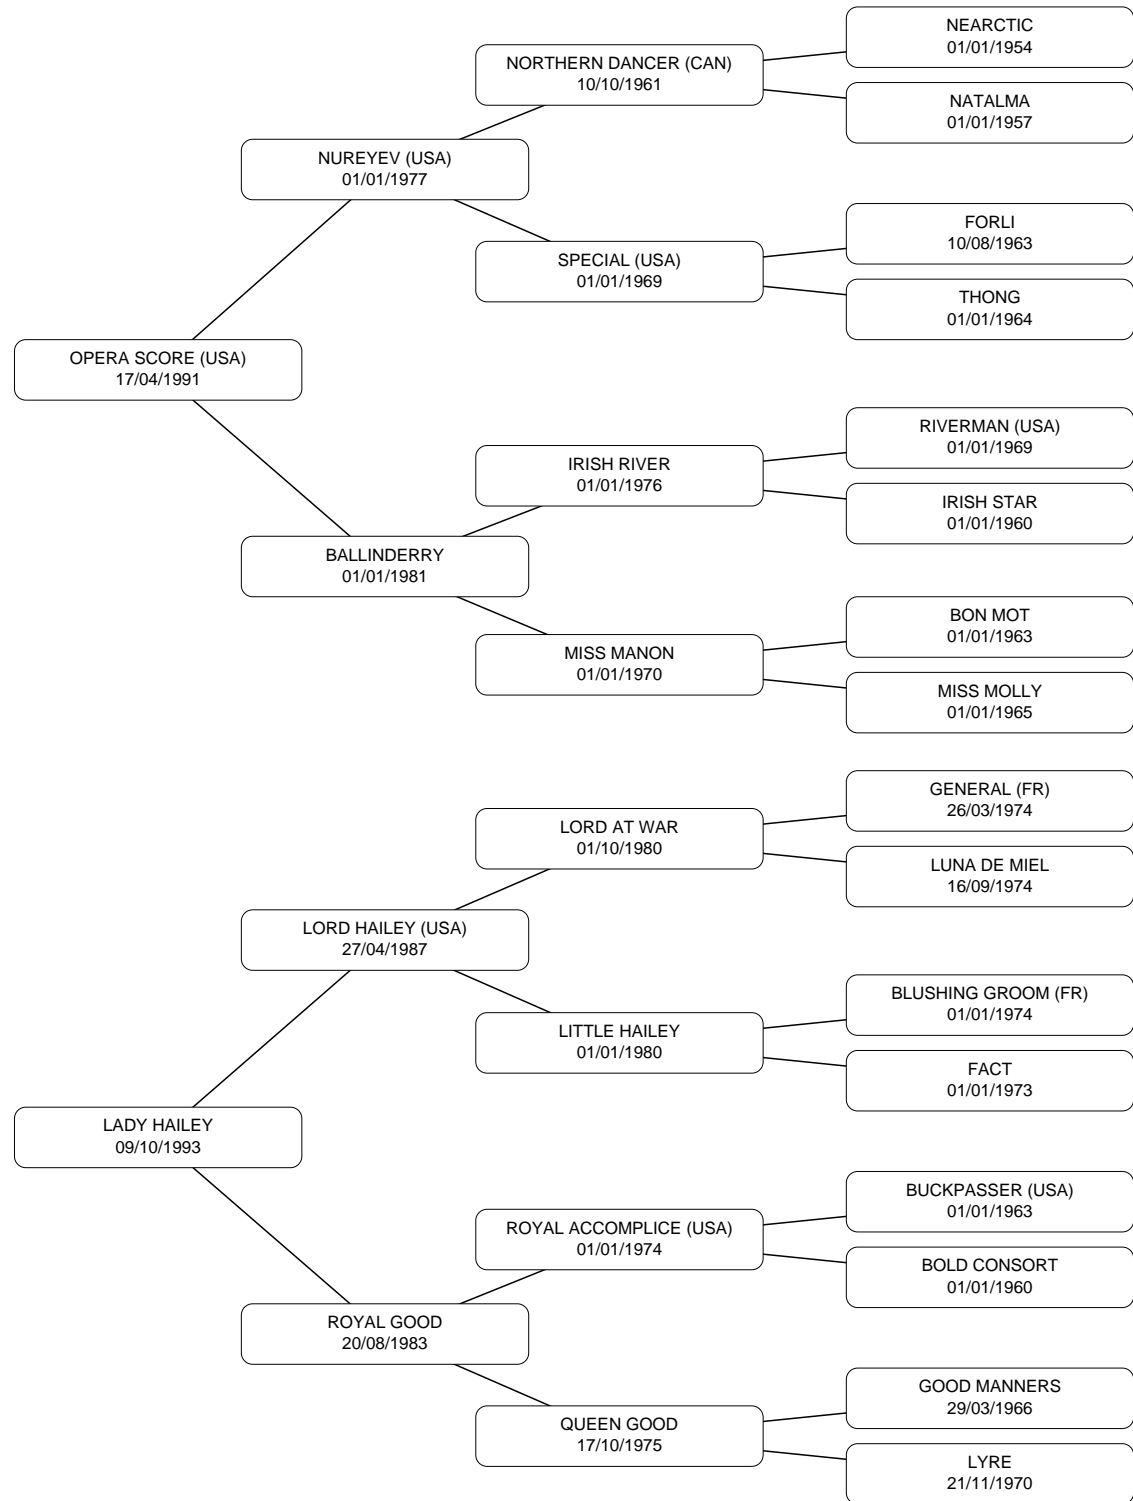 NEARCTIC
01/01/1954
NORTHERN DANCER (CAN)
10/10/1961
NATALMA
01/01/1957
NUREYEV (USA)
01/01/1977
FORLI
10/08/1963
SPECIAL (USA)
01/01/1969
THONG
01/01/1964
OPERA SCORE (USA)
17/04/1991
RIVERMAN (USA)
01/01/1969
IRISH RIVER
01/01/1976
IRISH STAR
01/01/1960
BALLINDERRY
01/01/1981
BON MOT
01/01/1963
MISS MANON
01/01/1970
MISS MOLLY
01/01/1965
GENERAL (FR)
26/03/1974
LORD AT WAR
01/10/1980
LUNA DE MIEL
16/09/1974
LORD HAILEY (USA)
27/04/1987
BLUSHING GROOM (FR)
01/01/1974
LITTLE HAILEY
01/01/1980
FACT
01/01/1973
LADY HAILEY
09/10/1993
BUCKPASSER (USA)
01/01/1963
ROYAL ACCOMPLICE (USA)
01/01/1974
BOLD CONSORT
01/01/1960
ROYAL GOOD
20/08/1983
GOOD MANNERS
29/03/1966
QUEEN GOOD
17/10/1975
LYRE
21/11/1970